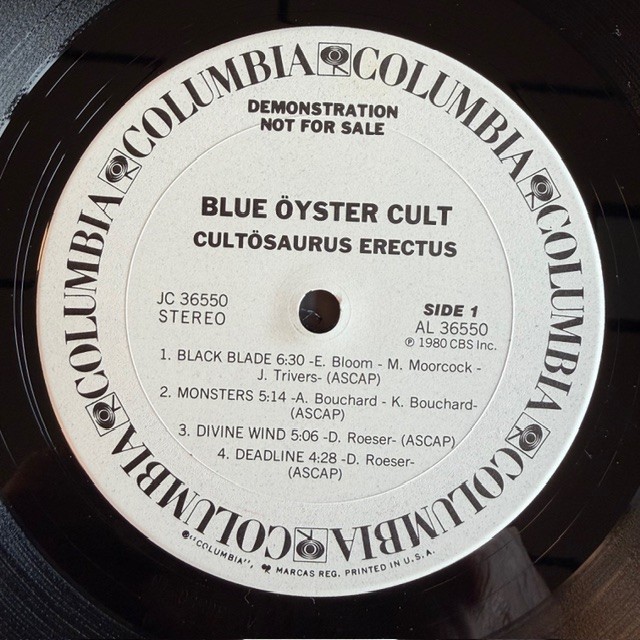 COLUMBIA COLUMBIA COLUMBIA COLUMBIA COLUMBIA COLUMBIA COLUMBIA
DEMONSTRATION
NOT FOR SALE
BLUE ÖYSTER CULT
CULTÖSAURUS ERECTUS
JC 36550
STEREO
SIDE 1
AL 36550
℗ 1980 CBS Inc.
1. BLACK BLADE 6:30 -E. Bloom - M. Moorcock -
J. Trivers- (ASCAP)
2. MONSTERS 5:14 -A. Bouchard - K. Bouchard-
(ASCAP)
3. DIVINE WIND 5:06 -D. Roeser- (ASCAP)
4. DEADLINE 4:28 -D. Roeser-
(ASCAP)
"COLUMBIA", MARCAS REG. PRINTED IN U.S.A.